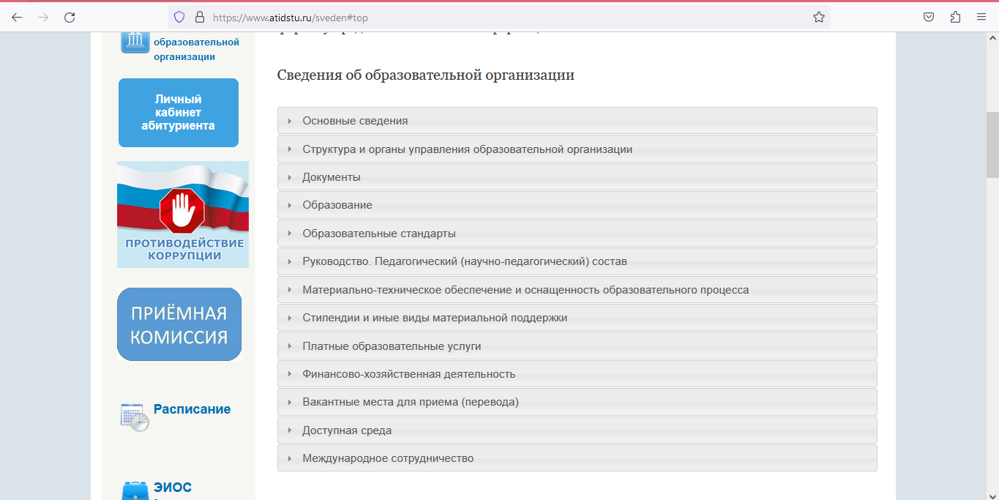 https://www.atidstu.ru/sveden#top
образовательной
организации
Личный
кабинет
абитуриента
ПРОТИВОДЕЙСТВИЕ
КОРРУПЦИИ
ПРИЁМНАЯ
КОМИССИЯ
Расписание
ЭИОС
Сведения об образовательной организации
Основные сведения
Структура и органы управления образовательной организации
Документы
Образование
Образовательные стандарты
Руководство. Педагогический (научно-педагогический) состав
Материально-техническое обеспечение и оснащенность образовательного процесса
Стипендии и иные виды материальной поддержки
Платные образовательные услуги
Финансово-хозяйственная деятельность
Вакантные места для приема (перевода)
Доступная среда
Международное сотрудничество